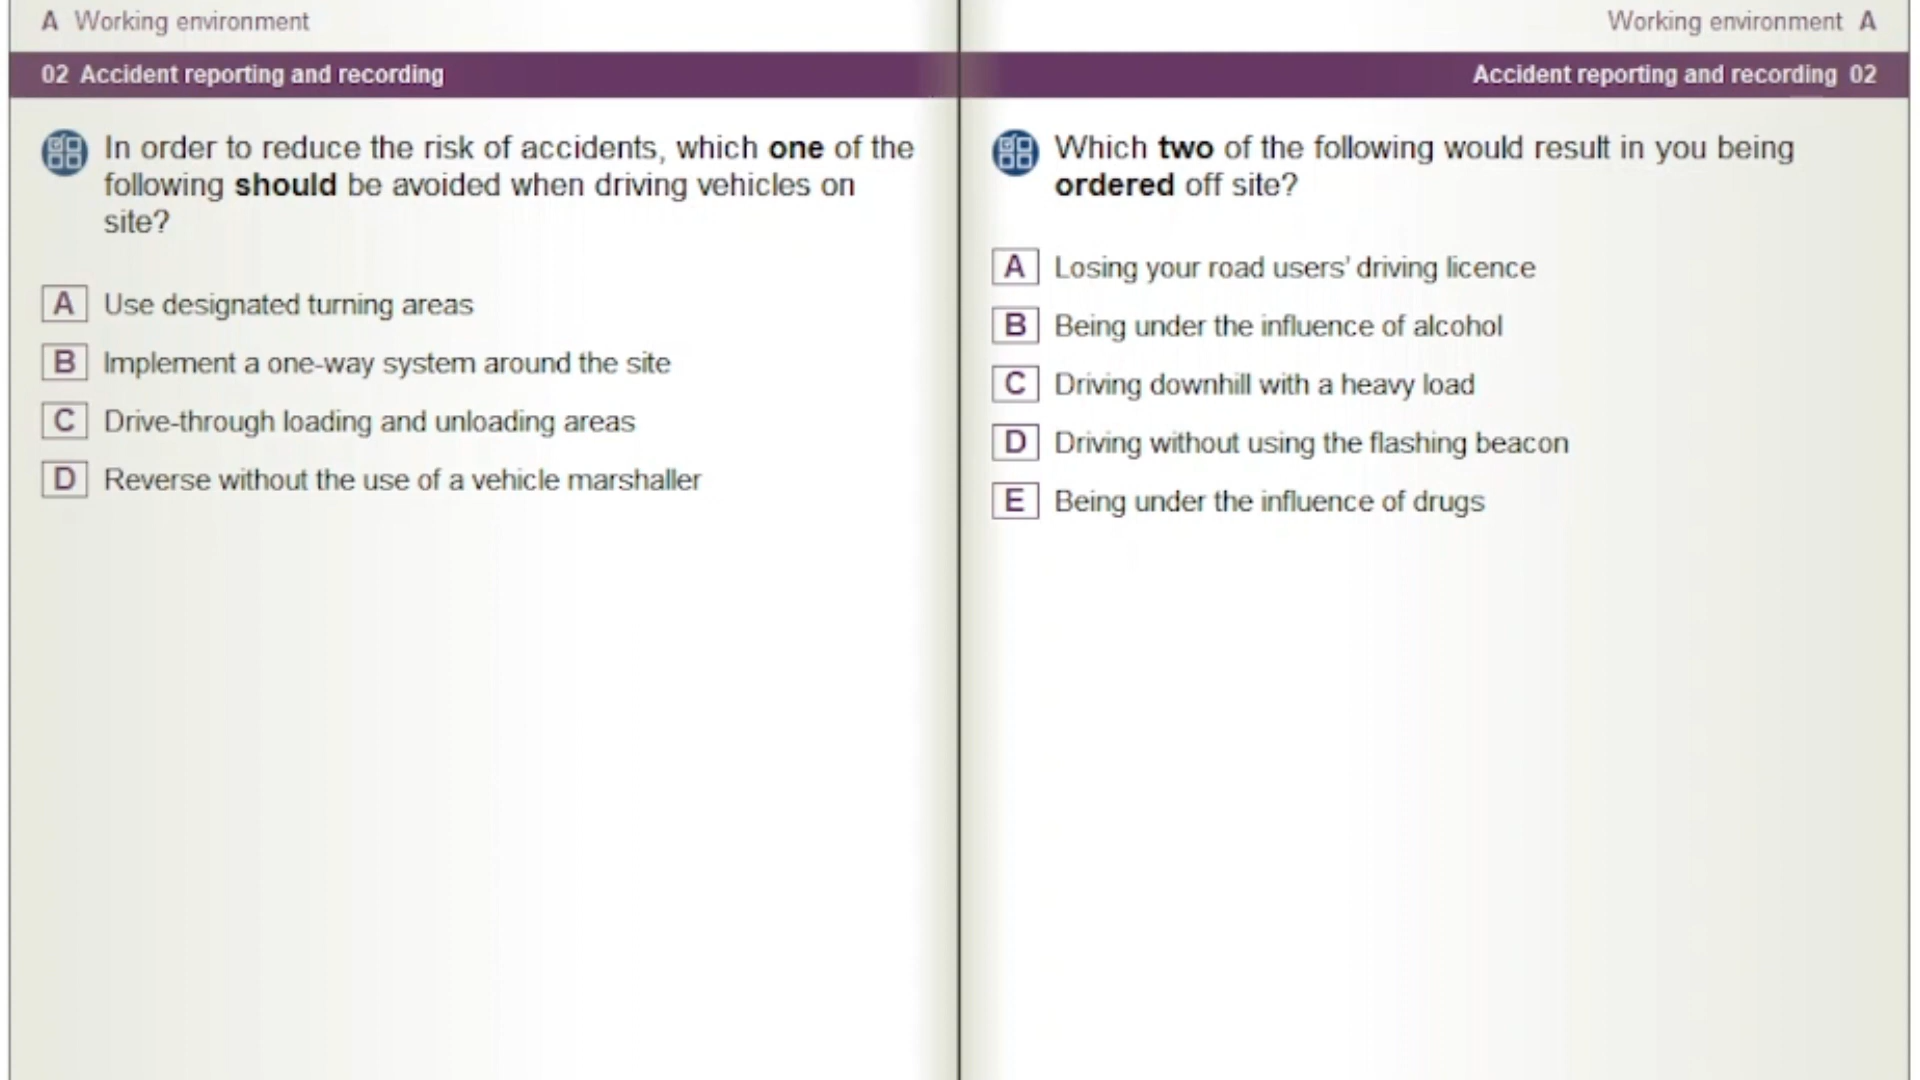 A Working environment
02 Accident reporting and recording
In order to reduce the risk of accidents, which one of the
following should be avoided when driving vehicles on
site?
A Use designated turning areas
B Implement a one-way system around the site
C Drive-through loading and unloading areas
D Reverse without the use of a vehicle marshaller
Working environment A
Accident reporting and recording 02
Which two of the following would result in you being
ordered off site?
A Losing your road users' driving licence
B Being under the influence of alcohol
C Driving downhill with a heavy load
D Driving without using the flashing beacon
E Being under the influence of drugs